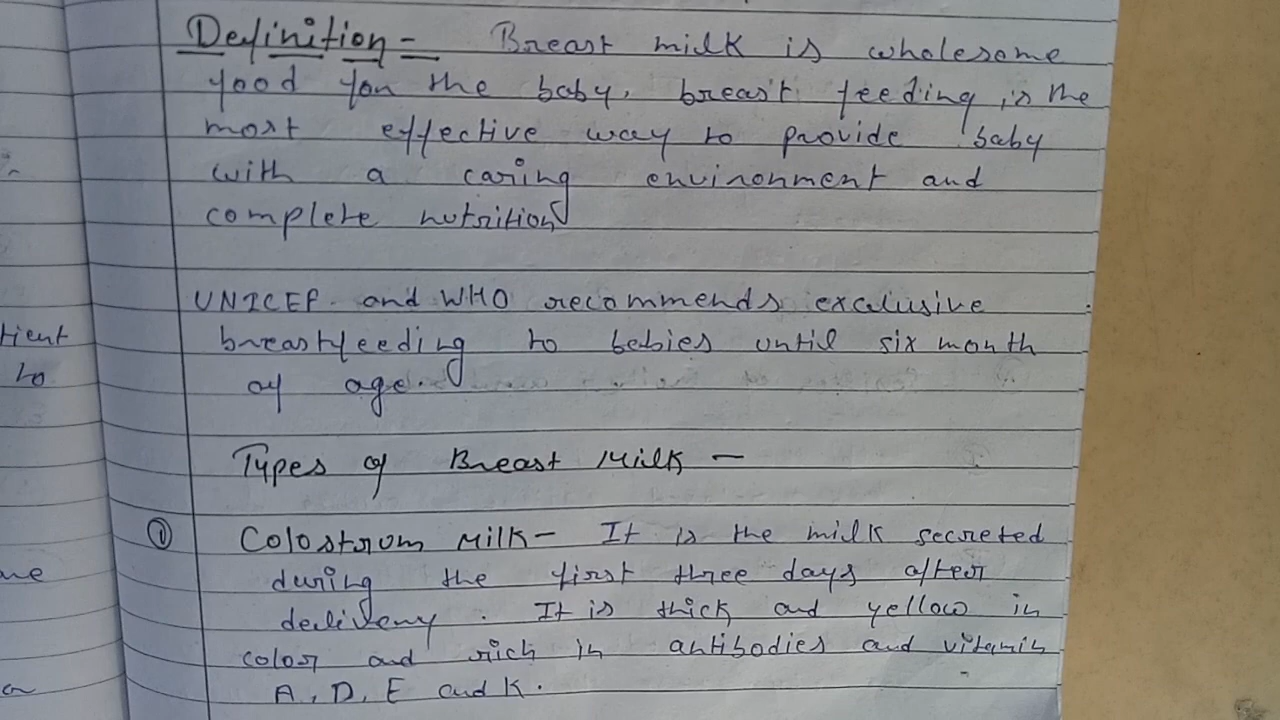 Definition - Breast milk is wholesome
food for the baby. breast feeding is the
most effective way to provide baby
with a caring environment and
complete nutrition
UNICEF. and WHO recommends excalusive
breastfeeding to babies until six month
of age.
Types of Breast Milk -
① Colostrum Milk - It is the milk secreted
during the first three days after
delivery. It is thick and yellow in
color and rich in antibodies and vitamin
A, D, E and K.
tient
to